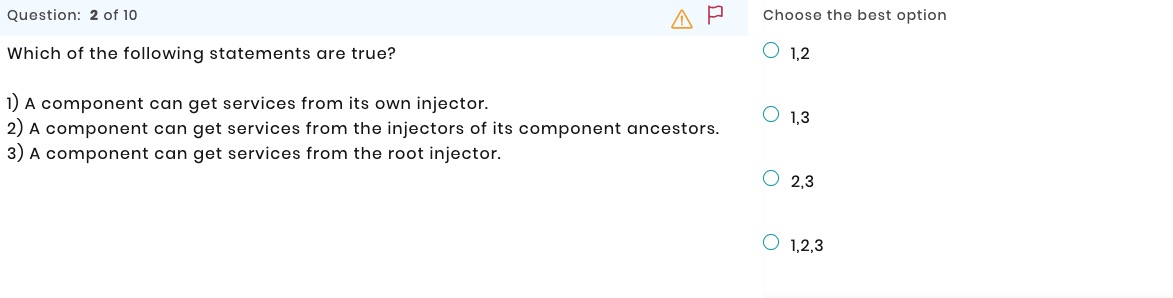 Question: 2 of 10
Which of the following statements are true?
1) A component can get services from its own injector.
2) A component can get services from the injectors of its component ancestors.
3) A component can get services from the root injector.
Choose the best option
1,2
1,3
2,3
1,2,3